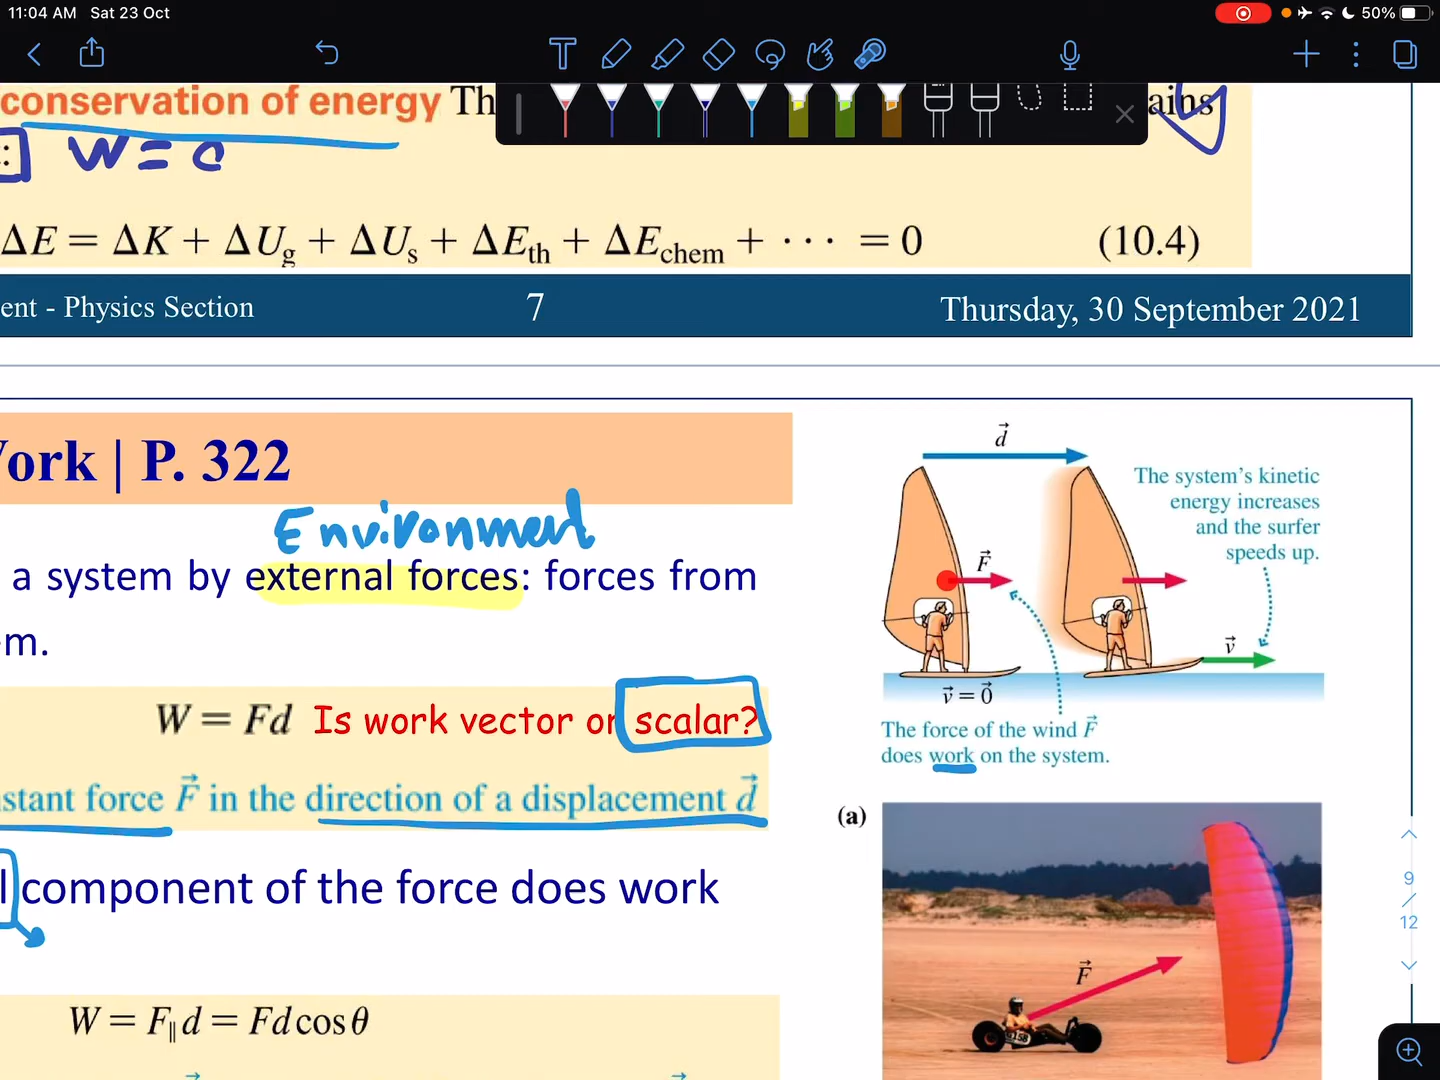 11:04 AM Sat 23 Oct
50%
conservation of energy Th
ains
:
W = 0
ΔE = ΔK + ΔUg + ΔUs + ΔEth + ΔEchem + ··· = 0 (10.4)
ent - Physics Section 7 Thursday, 30 September 2021
ork | P. 322
Environment
a system by external forces: forces from
em.
W = Fd Is work vector or scalar?
stant force F⃗ in the direction of a displacement d⃗
l component of the force does work
W = F∥d = Fd cos θ
d⃗
The system's kinetic
energy increases
and the surfer
speeds up.
F⃗
v⃗
v⃗ = 0⃗
The force of the wind F⃗
does work on the system.
(a)
F⃗
9
/
12